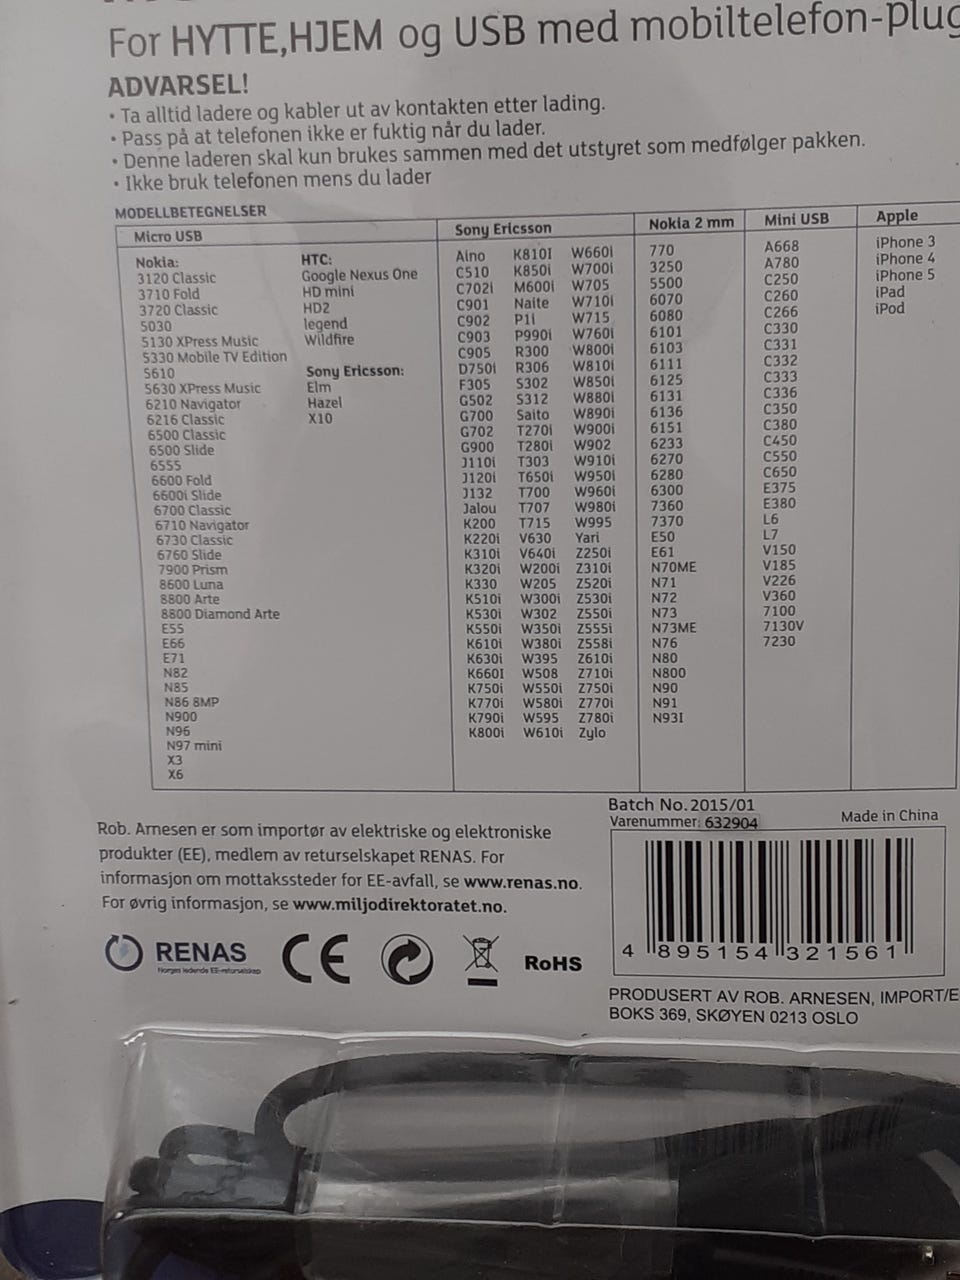 For HYTTE,HJEM og USB med mobiltelefon-plug
ADVARSEL!
• Ta alltid ladere og kabler ut av kontakten etter lading.
• Pass på at telefonen ikke er fuktig når du lader.
• Denne laderen skal kun brukes sammen med det utstyret som medfølger pakken.
• Ikke bruk telefonen mens du lader
MODELLBETEGNELSER
Micro USB
Nokia:
3120 Classic
3710 Fold
3720 Classic
5030
5130 XPress Music
5330 Mobile TV Edition
5610
5630 XPress Music
6210 Navigator
6216 Classic
6500 Classic
6500 Slide
6555
6600 Fold
6600i Slide
6700 Classic
6710 Navigator
6730 Classic
6760 Slide
7900 Prism
8600 Luna
8800 Arte
8800 Diamond Arte
E55
E66
E71
N82
N85
N86 8MP
N900
N96
N97 mini
X3
X6
HTC:
Google Nexus One
HD mini
HD2
legend
Wildfire
Sony Ericsson:
Elm
Hazel
X10
Sony Ericsson
Aino K810I W660i
C510 K850i W700i
C702i M600i W705
C901 Naite W710i
C902 P1i W715
C903 P990i W760i
C905 R300 W800i
D750i R306 W810i
F305 S302 W850i
G502 S312 W880i
G700 Saito W890i
G702 T270i W900i
G900 T280i W902
J110i T303 W910i
J120i T650i W950i
J132 T700 W960i
Jalou T707 W980i
K200 T715 W995
K220i V630 Yari
K310i V640i Z250i
K320i W200i Z310i
K330 W205 Z520i
K510i W300i Z530i
K530i W302 Z550i
K550i W350i Z555i
K610i W380i Z558i
K630i W395 Z610i
K660I W508 Z710i
K750i W550i Z750i
K770i W580i Z770i
K790i W595 Z780i
K800i W610i Zylo
Nokia 2 mm
770
3250
5500
6070
6080
6101
6103
6111
6125
6131
6136
6151
6233
6270
6280
6300
7360
7370
E50
E61
N70ME
N71
N72
N73
N73ME
N76
N80
N800
N90
N91
N93I
Mini USB
A668
A780
C250
C260
C266
C330
C331
C332
C333
C336
C350
C380
C450
C550
C650
E375
E380
L6
L7
V150
V185
V226
V360
7100
7130V
7230
Apple
iPhone 3
iPhone 4
iPhone 5
iPad
iPod
Rob. Arnesen er som importør av elektriske og elektroniske
produkter (EE), medlem av returselskapet RENAS. For
informasjon om mottakssteder for EE-avfall, se www.renas.no.
For øvrig informasjon, se www.miljodirektoratet.no.
RENAS
Norges ledende EE-returselskap
CE
RoHS
Batch No. 2015/01
Varenummer: 632904
Made in China
4 895154 321561
PRODUSERT AV ROB. ARNESEN, IMPORT/E
BOKS 369, SKØYEN 0213 OSLO